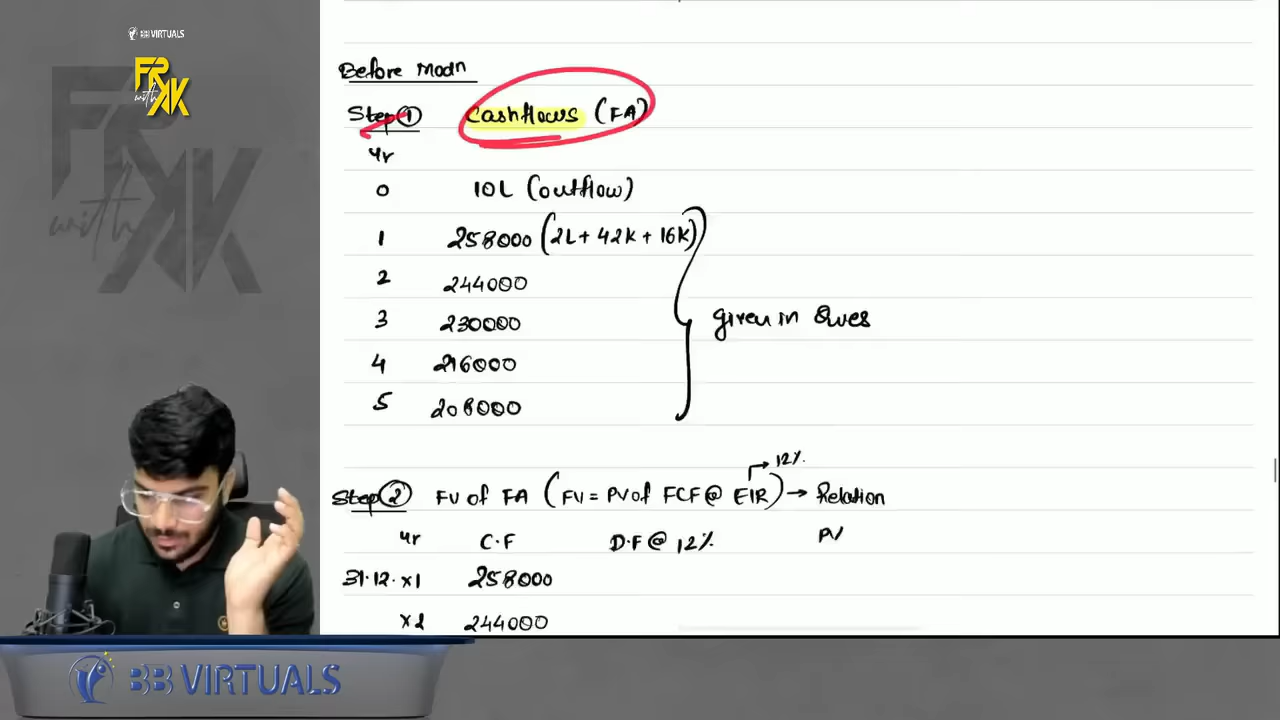 BB VIRTUALS
FR
with
KK
Before Modn
Step ① Cashflows (FA)
Yr
0 10L (outflow)
1 258000 (2L + 42K + 16K)
2 244000
3 230000
4 216000
5 208000
given in Ques
Step ② FV of FA (FV = PV of FCF @ EIR) → Relation
12%
Yr C.F D.F @ 12% PV
31.12.x1 258000
x2 244000
BB VIRTUALS